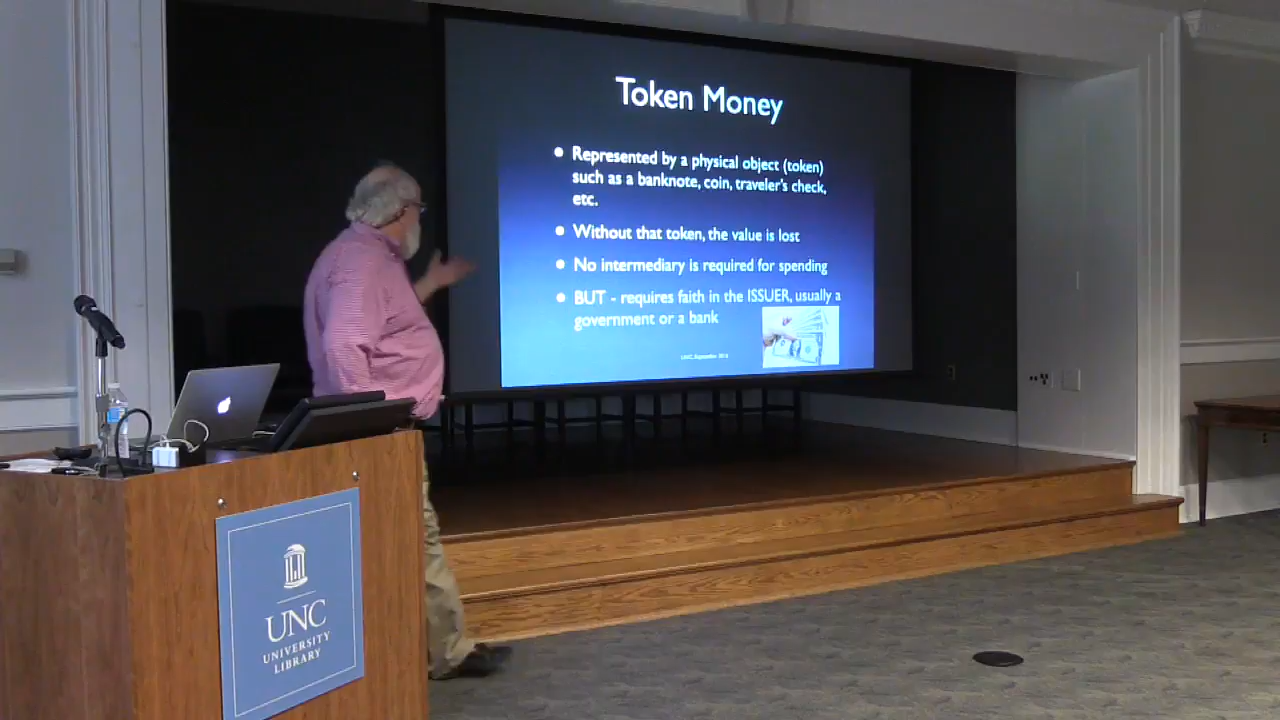 Token Money
• Represented by a physical object (token)
such as a banknote, coin, traveler's check,
etc.
• Without that token, the value is lost
• No intermediary is required for spending
• BUT - requires faith in the ISSUER, usually a
government or a bank
UNC, September
UNC
UNIVERSITY
LIBRARY